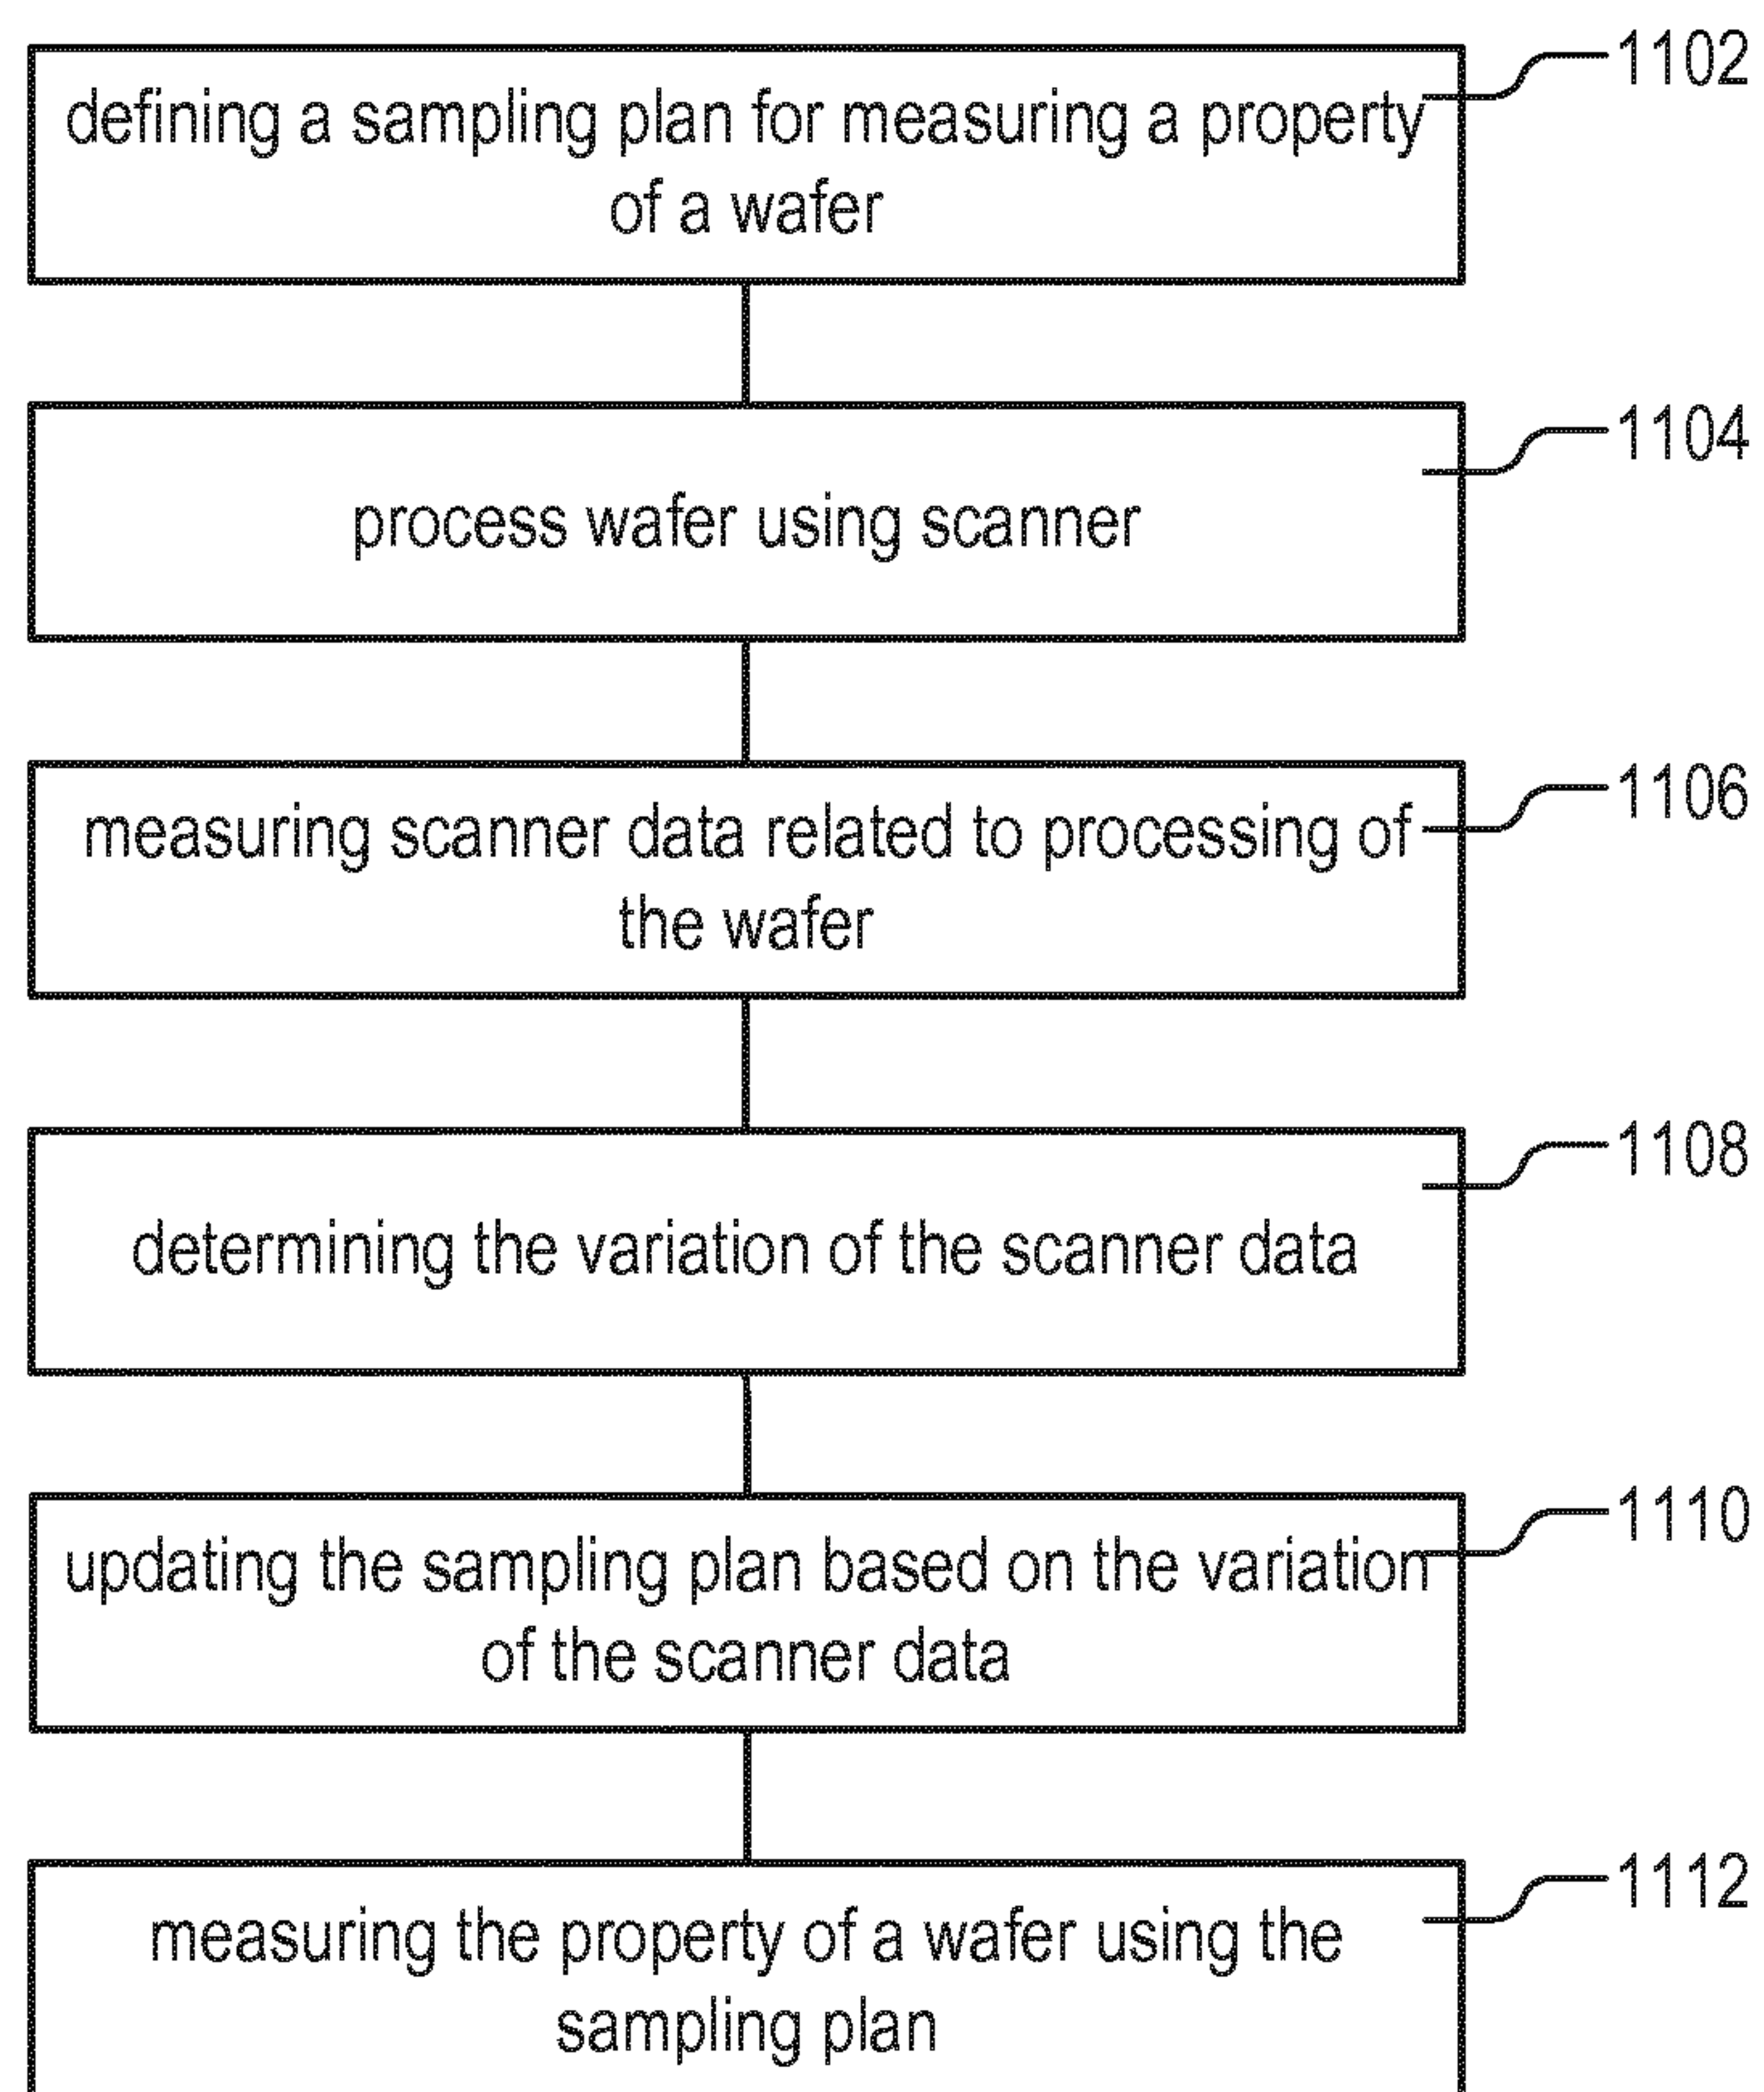 1102
defining a sampling plan for measuring a property
of a wafer
1104
process wafer using scanner
1106
measuring scanner data related to processing of
the wafer
1108
determining the variation of the scanner data
1110
updating the sampling plan based on the variation
of the scanner data
1112
measuring the property of a wafer using the
sampling plan